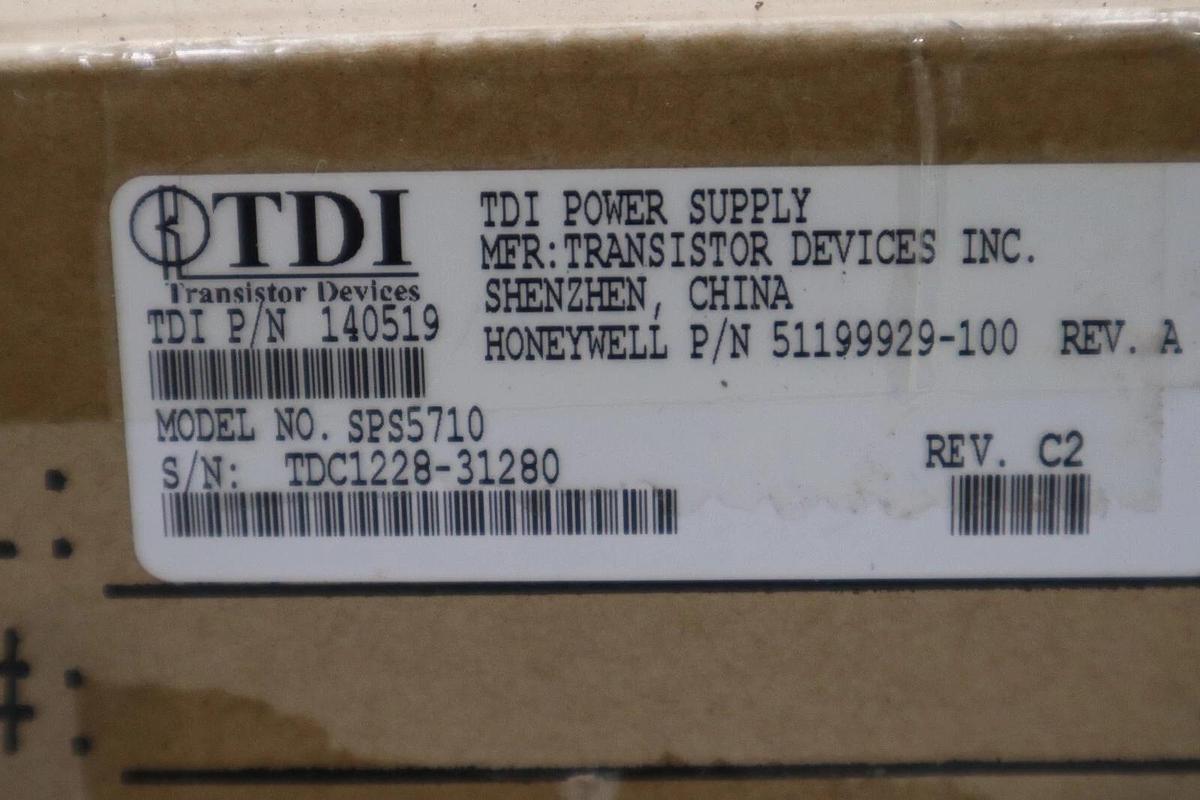 TDI
Transistor Devices
TDI P/N 140519
MODEL NO. SPS5710
S/N: TDC1228-31280
TDI POWER SUPPLY
MFR:TRANSISTOR DEVICES INC.
SHENZHEN, CHINA
HONEYWELL P/N 51199929-100 REV. A
REV. C2
#